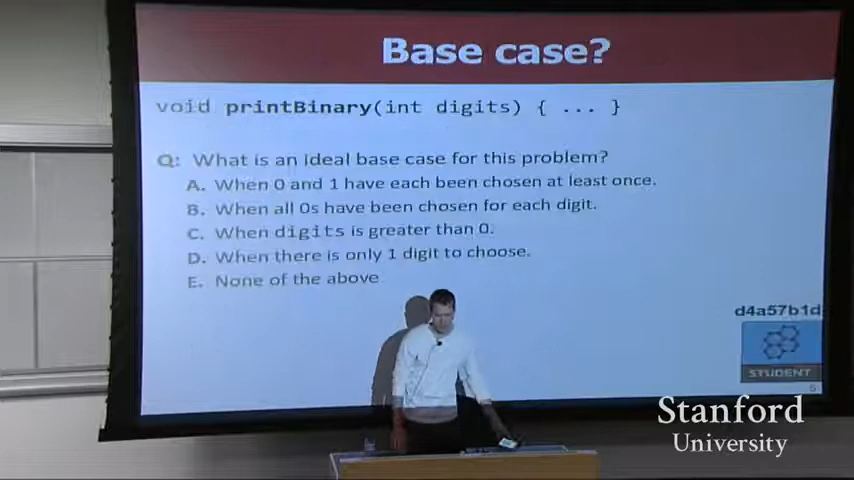 Base case?
void printBinary(int digits) { ... }
Q: What is an ideal base case for this problem?
A. When 0 and 1 have each been chosen at least once.
B. When all 0s have been chosen for each digit.
C. When digits is greater than 0.
D. When there is only 1 digit to choose.
E. None of the above
d4a57b1d
STUDENT
5
Stanford
University